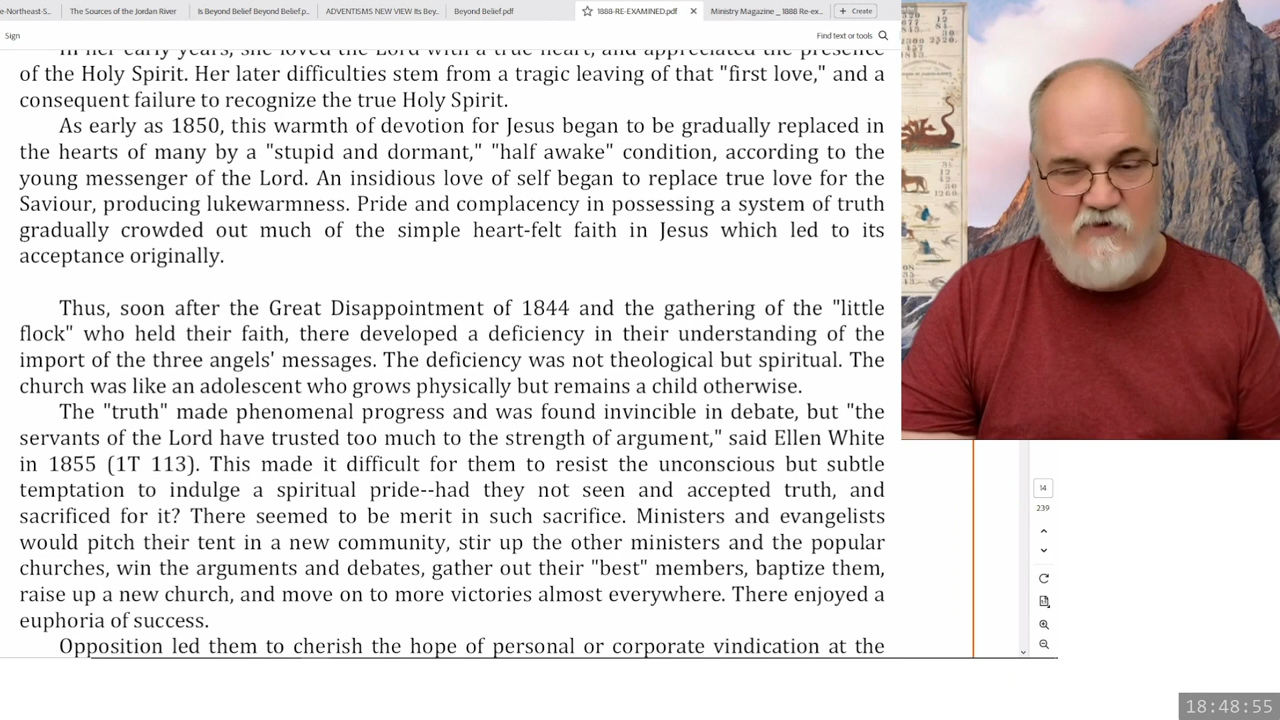 e-Northeast-S...
The Sources of the Jordan River
Is Beyond Belief Beyond Belief.p...
ADVENTISMS NEW VIEW Its Bey...
Beyond Belief.pdf
1888-RE-EXAMINED.pdf
Ministry Magazine _ 1888 Re-ex...
+ Create
Sign
Find text or tools
of the Holy Spirit. Her later difficulties stem from a tragic leaving of that "first love," and a
consequent failure to recognize the true Holy Spirit.
As early as 1850, this warmth of devotion for Jesus began to be gradually replaced in
the hearts of many by a "stupid and dormant," "half awake" condition, according to the
young messenger of the Lord. An insidious love of self began to replace true love for the
Saviour, producing lukewarmness. Pride and complacency in possessing a system of truth
gradually crowded out much of the simple heart-felt faith in Jesus which led to its
acceptance originally.
Thus, soon after the Great Disappointment of 1844 and the gathering of the "little
flock" who held their faith, there developed a deficiency in their understanding of the
import of the three angels' messages. The deficiency was not theological but spiritual. The
church was like an adolescent who grows physically but remains a child otherwise.
The "truth" made phenomenal progress and was found invincible in debate, but "the
servants of the Lord have trusted too much to the strength of argument," said Ellen White
in 1855 (1T 113). This made it difficult for them to resist the unconscious but subtle
temptation to indulge a spiritual pride--had they not seen and accepted truth, and
sacrificed for it? There seemed to be merit in such sacrifice. Ministers and evangelists
would pitch their tent in a new community, stir up the other ministers and the popular
churches, win the arguments and debates, gather out their "best" members, baptize them,
raise up a new church, and move on to more victories almost everywhere. There enjoyed a
euphoria of success.
Opposition led them to cherish the hope of personal or corporate vindication at the
14
239
18:48:55